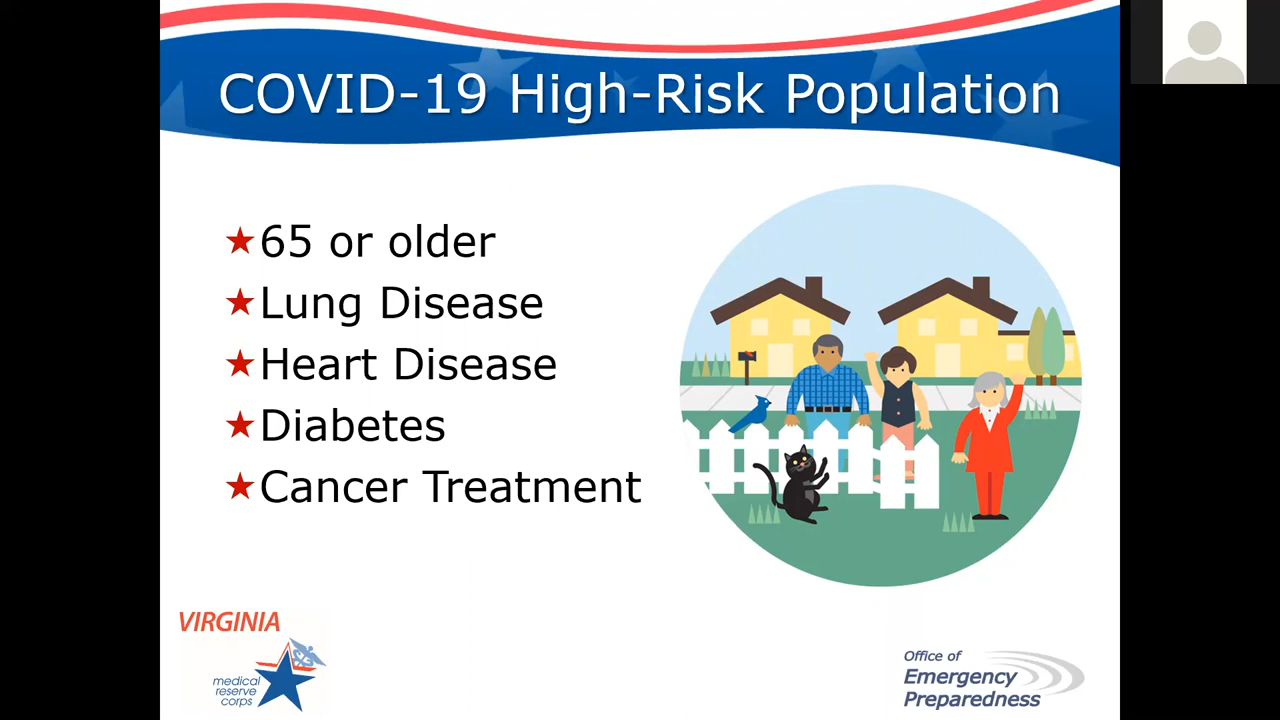 COVID-19 High-Risk Population
65 or older
Lung Disease
Heart Disease
Diabetes
Cancer Treatment
VIRGINIA
medical
reserve
corps
Office of
Emergency
Preparedness